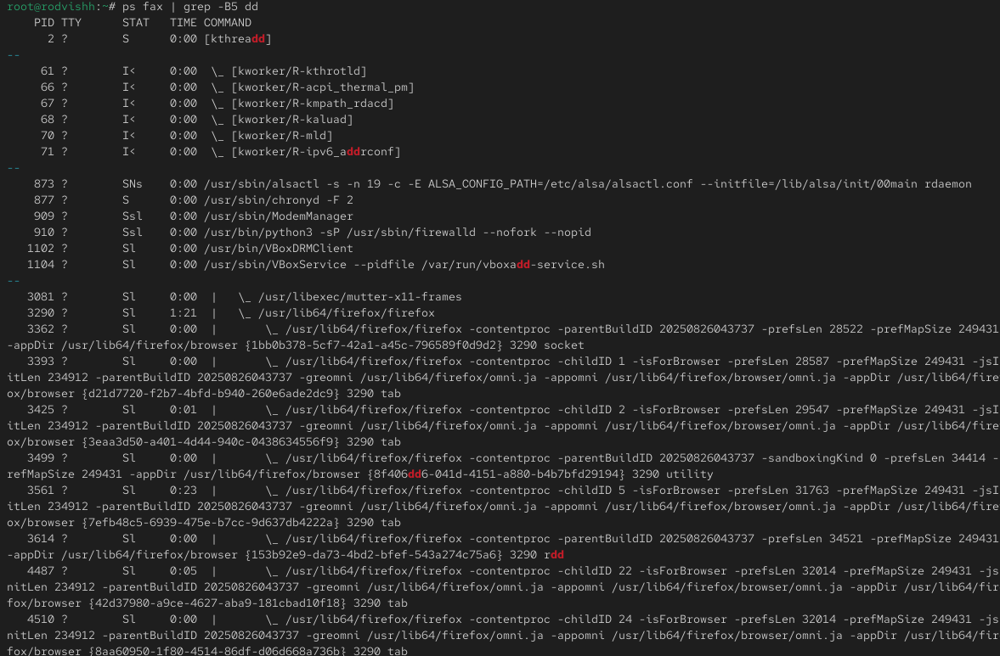 root@rodvishh:~# ps fax | grep -B5 dd
    PID TTY      STAT   TIME COMMAND
      2 ?        S      0:00 [kthreadd]
--
     61 ?        I<     0:00  \_ [kworker/R-kthrotld]
     66 ?        I<     0:00  \_ [kworker/R-acpi_thermal_pm]
     67 ?        I<     0:00  \_ [kworker/R-kmpath_rdacd]
     68 ?        I<     0:00  \_ [kworker/R-kaluad]
     70 ?        I<     0:00  \_ [kworker/R-mld]
     71 ?        I<     0:00  \_ [kworker/R-ipv6_addrconf]
--
    873 ?        SNs    0:00 /usr/sbin/alsactl -s -n 19 -c -E ALSA_CONFIG_PATH=/etc/alsa/alsactl.conf --initfile=/lib/alsa/init/00main rdaemon
    877 ?        S      0:00 /usr/sbin/chronyd -F 2
    909 ?        Ssl    0:00 /usr/sbin/ModemManager
    910 ?        Ssl    0:00 /usr/bin/python3 -sP /usr/sbin/firewalld --nofork --nopid
   1102 ?        Sl     0:00 /usr/bin/VBoxDRMClient
   1104 ?        Sl     0:00 /usr/sbin/VBoxService --pidfile /var/run/vboxadd-service.sh
--
   3081 ?        Sl     0:00  |   \_ /usr/libexec/mutter-x11-frames
   3290 ?        Sl     1:21  |   \_ /usr/lib64/firefox/firefox
   3362 ?        Sl     0:00  |       \_ /usr/lib64/firefox/firefox -contentproc -parentBuildID 20250826043737 -prefsLen 28522 -prefMapSize 249431
-appDir /usr/lib64/firefox/browser {1bb0b378-5cf7-42a1-a45c-796589f0d9d2} 3290 socket
   3393 ?        Sl     0:00  |       \_ /usr/lib64/firefox/firefox -contentproc -childID 1 -isForBrowser -prefsLen 28587 -prefMapSize 249431 -jsI
itLen 234912 -parentBuildID 20250826043737 -greomni /usr/lib64/firefox/omni.ja -appomni /usr/lib64/firefox/browser/omni.ja -appDir /usr/lib64/fire
ox/browser {d21d7720-f2b7-4bfd-b940-260e6ade2dc9} 3290 tab
   3425 ?        Sl     0:01  |       \_ /usr/lib64/firefox/firefox -contentproc -childID 2 -isForBrowser -prefsLen 29547 -prefMapSize 249431 -jsI
itLen 234912 -parentBuildID 20250826043737 -greomni /usr/lib64/firefox/omni.ja -appomni /usr/lib64/firefox/browser/omni.ja -appDir /usr/lib64/fire
ox/browser {3eaa3d50-a401-4d44-940c-0438634556f9} 3290 tab
   3499 ?        Sl     0:00  |       \_ /usr/lib64/firefox/firefox -contentproc -parentBuildID 20250826043737 -sandboxingKind 0 -prefsLen 34414 -
refMapSize 249431 -appDir /usr/lib64/firefox/browser {8f406dd6-041d-4151-a880-b4b7bfd29194} 3290 utility
   3561 ?        Sl     0:23  |       \_ /usr/lib64/firefox/firefox -contentproc -childID 5 -isForBrowser -prefsLen 31763 -prefMapSize 249431 -jsI
itLen 234912 -parentBuildID 20250826043737 -greomni /usr/lib64/firefox/omni.ja -appomni /usr/lib64/firefox/browser/omni.ja -appDir /usr/lib64/fire
ox/browser {7efb48c5-6939-475e-b7cc-9d637db4222a} 3290 tab
   3614 ?        Sl     0:00  |       \_ /usr/lib64/firefox/firefox -contentproc -parentBuildID 20250826043737 -prefsLen 34521 -prefMapSize 249431
-appDir /usr/lib64/firefox/browser {153b92e9-da73-4bd2-bfef-543a274c75a6} 3290 rdd
   4487 ?        Sl     0:05  |       \_ /usr/lib64/firefox/firefox -contentproc -childID 22 -isForBrowser -prefsLen 32014 -prefMapSize 249431 -js
nitLen 234912 -parentBuildID 20250826043737 -greomni /usr/lib64/firefox/omni.ja -appomni /usr/lib64/firefox/browser/omni.ja -appDir /usr/lib64/fir
fox/browser {42d37980-a9ce-4627-aba9-181cbad10f18} 3290 tab
   4510 ?        Sl     0:00  |       \_ /usr/lib64/firefox/firefox -contentproc -childID 24 -isForBrowser -prefsLen 32014 -prefMapSize 249431 -js
nitLen 234912 -parentBuildID 20250826043737 -greomni /usr/lib64/firefox/omni.ja -appomni /usr/lib64/firefox/browser/omni.ja -appDir /usr/lib64/fir
fox/browser {8aa60950-1f80-4514-86df-d06d668a736b} 3290 tab